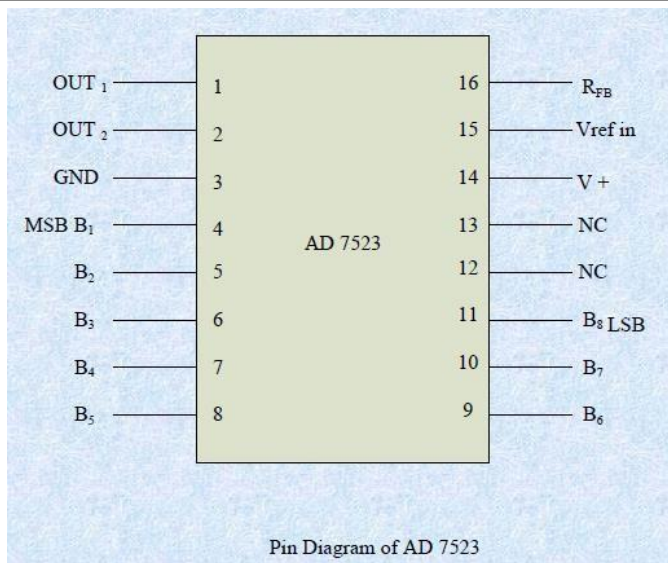 OUT 1 1 16 RFB
OUT 2 2 15 Vref in
GND 3 14 V +
MSB B1 4 13 NC
AD 7523
B2 5 12 NC
B3 6 11 B8 LSB
B4 7 10 B7
B5 8 9 B6
Pin Diagram of AD 7523